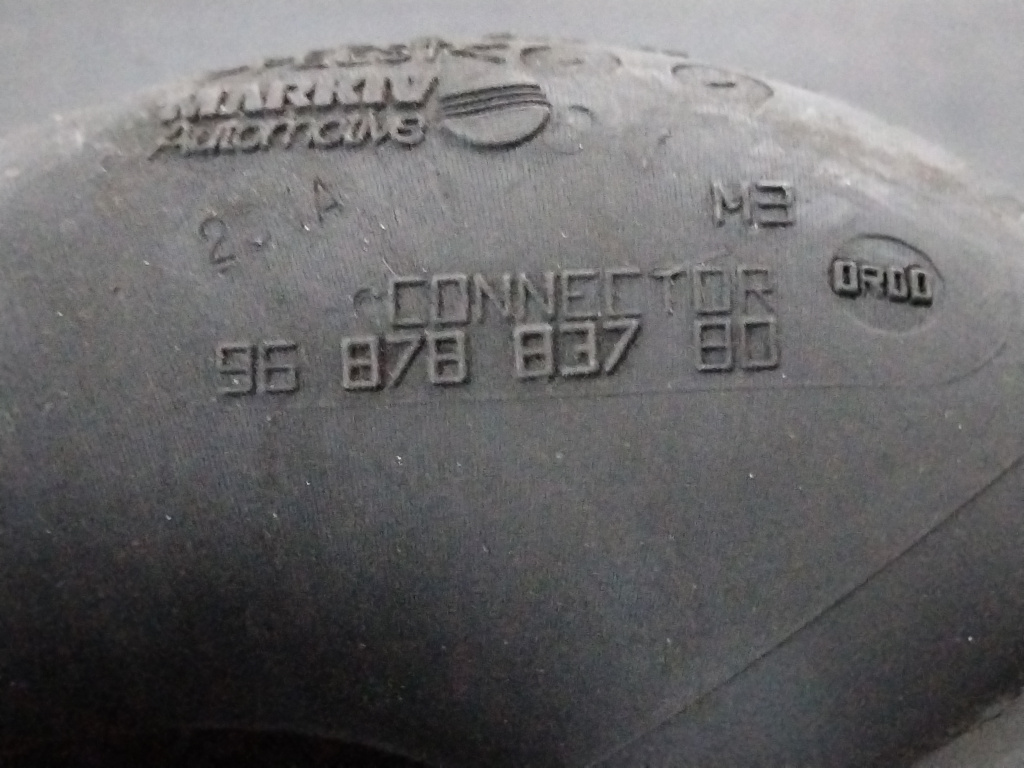 MARKIV
Automotive
M3
ORDO
CONNECTOR
96 878 837 80